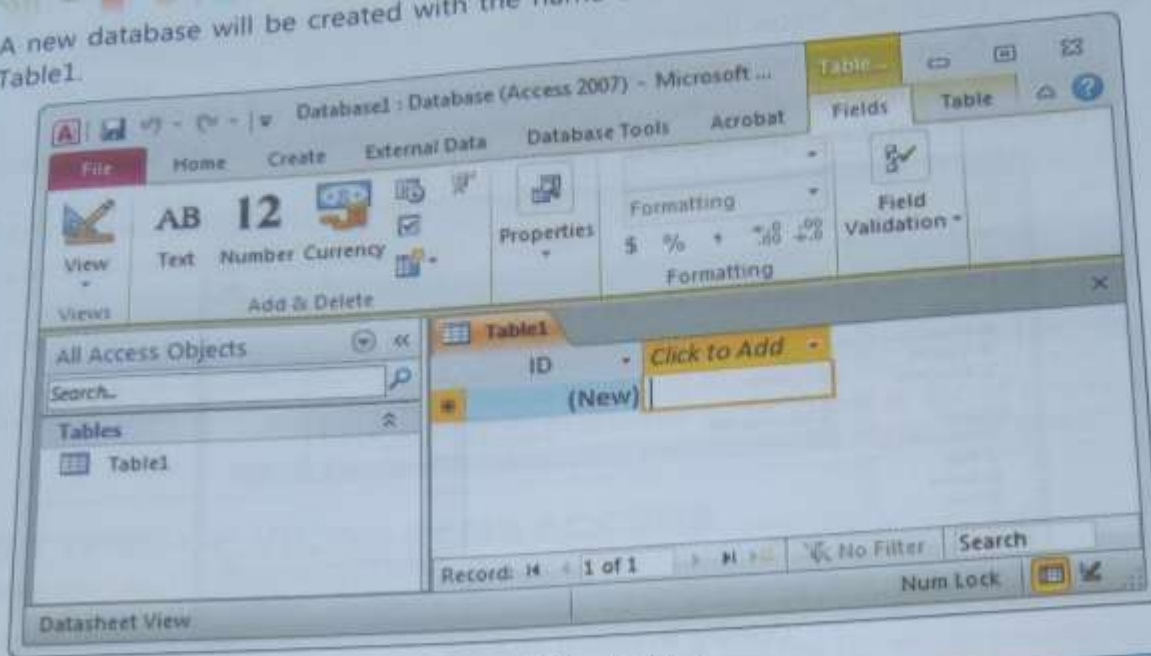 A new database will be created with the name
Table1.
Database1 : Database (Access 2007) - Microsoft ...
Table...
File
Home
Create
External Data
Database Tools
Acrobat
Fields
Table
View
AB
Text
12
Number
Currency
Properties
Formatting
$ % ,
Field
Validation
Views
Add & Delete
Formatting
All Access Objects
Search...
Tables
Table1
Table1
ID
Click to Add
(New)
Record:
1 of 1
No Filter
Search
Datasheet View
Num Lock